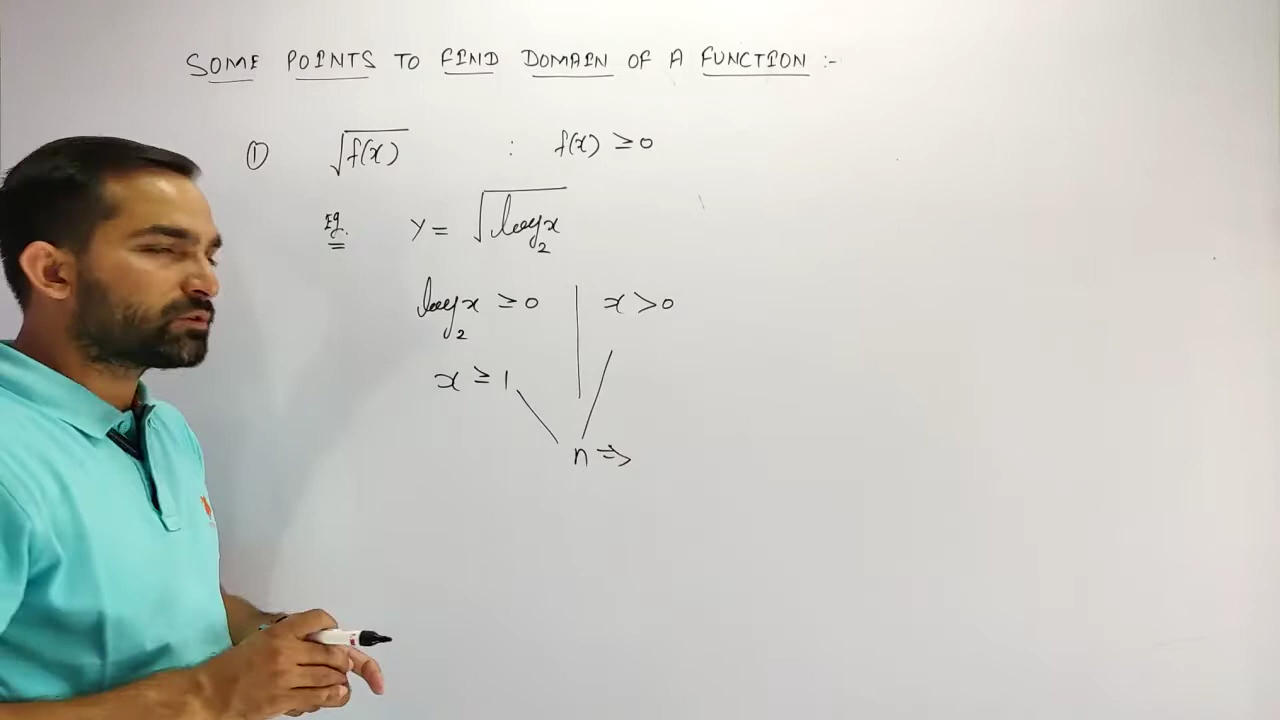 SOME POINTS TO FIND DOMAIN OF A FUNCTION :-
① √f(x) : f(x) ≥ 0
Eg. y = √log₂x
log₂x ≥ 0 | x > 0
x ≥ 1
∩ ⇒